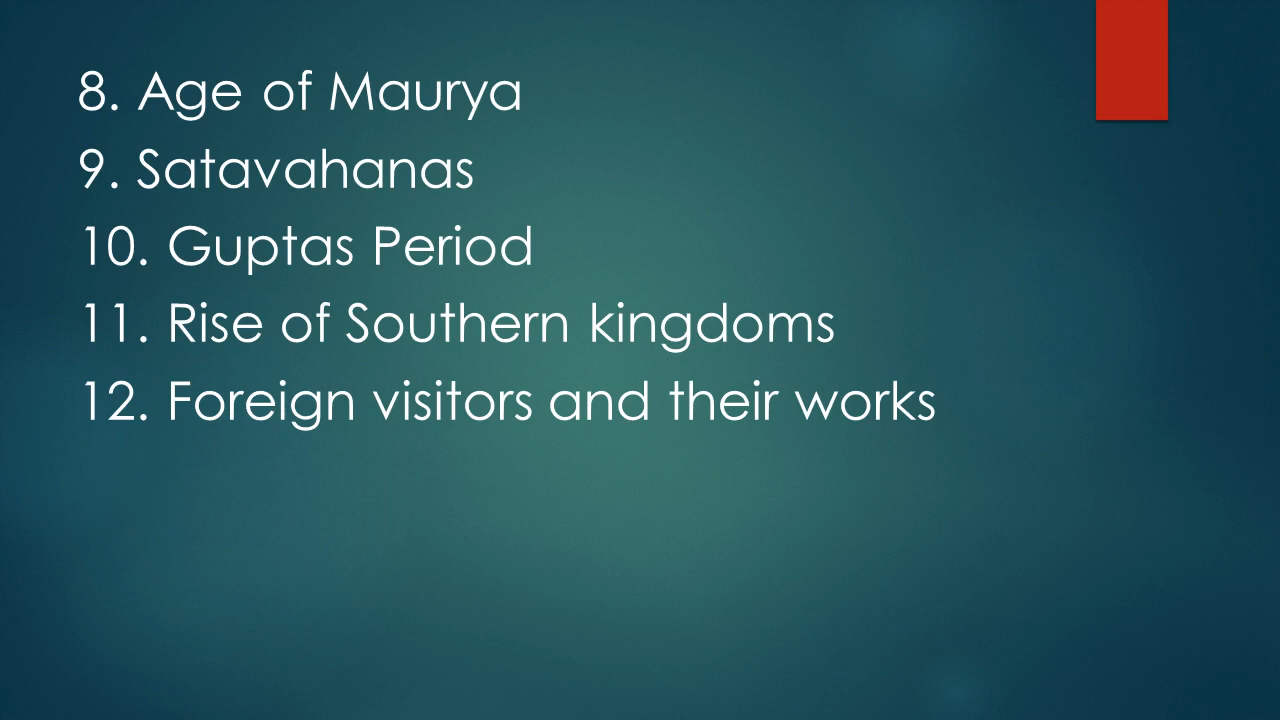 8. Age of Maurya
9. Satavahanas
10. Guptas Period
11. Rise of Southern kingdoms
12. Foreign visitors and their works